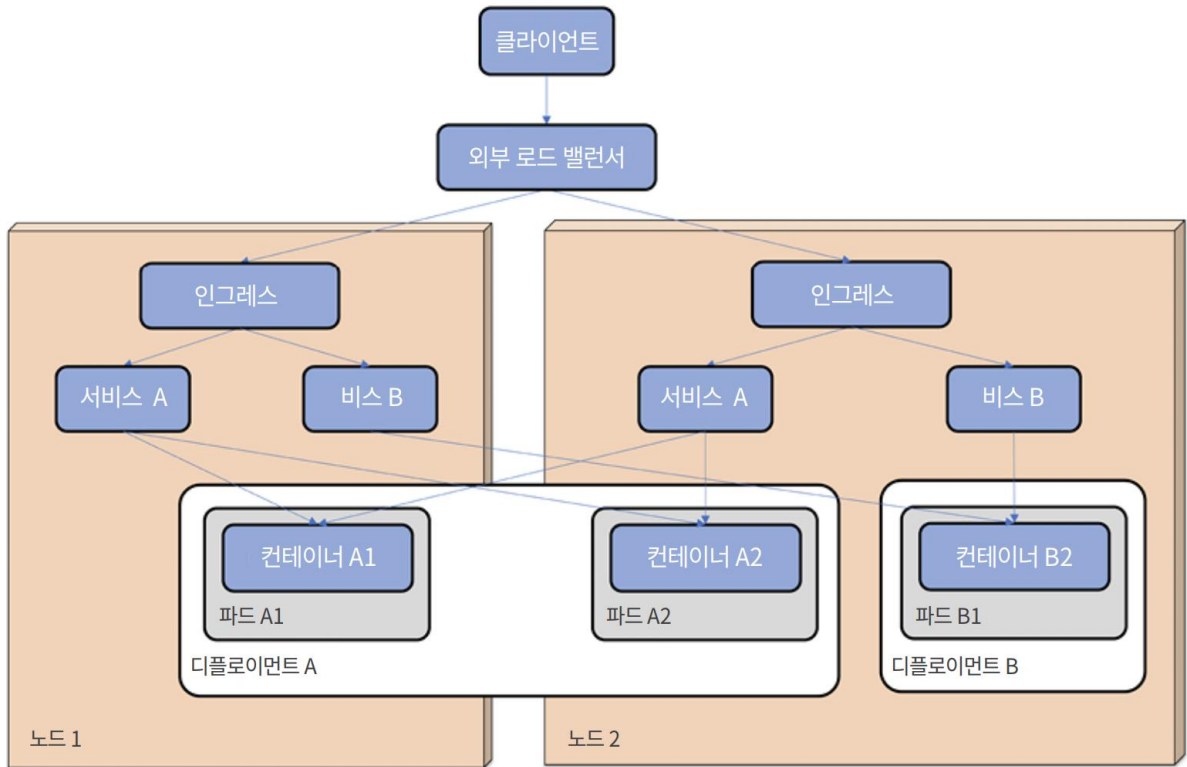 클라이언트
외부 로드 밸런서
인그레스
인그레스
서비스 A
비스 B
서비스 A
비스 B
컨테이너 A1
컨테이너 A2
컨테이너 B2
파드 A1
파드 A2
파드 B1
디플로이먼트 A
디플로이먼트 B
노드 1
노드 2